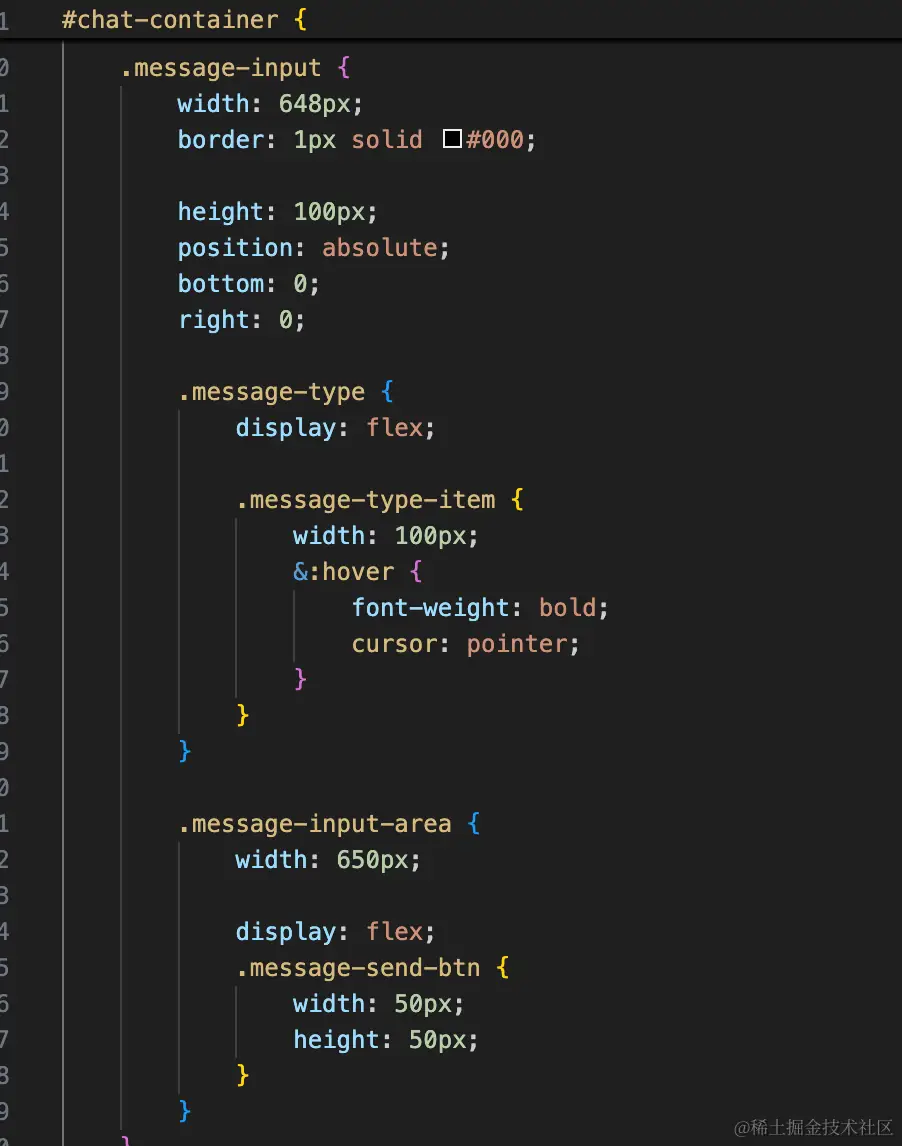 1 #chat-container {
0 .message-input {
1 width: 648px;
2 border: 1px solid #000;
3
4 height: 100px;
5 position: absolute;
6 bottom: 0;
7 right: 0;
8
9 .message-type {
0 display: flex;
1
2 .message-type-item {
3 width: 100px;
4 &:hover {
5 font-weight: bold;
6 cursor: pointer;
7 }
8 }
9 }
0
1 .message-input-area {
2 width: 650px;
3
4 display: flex;
5 .message-send-btn {
6 width: 50px;
7 height: 50px;
8 }
9 }
0 }
@稀土掘金技术社区